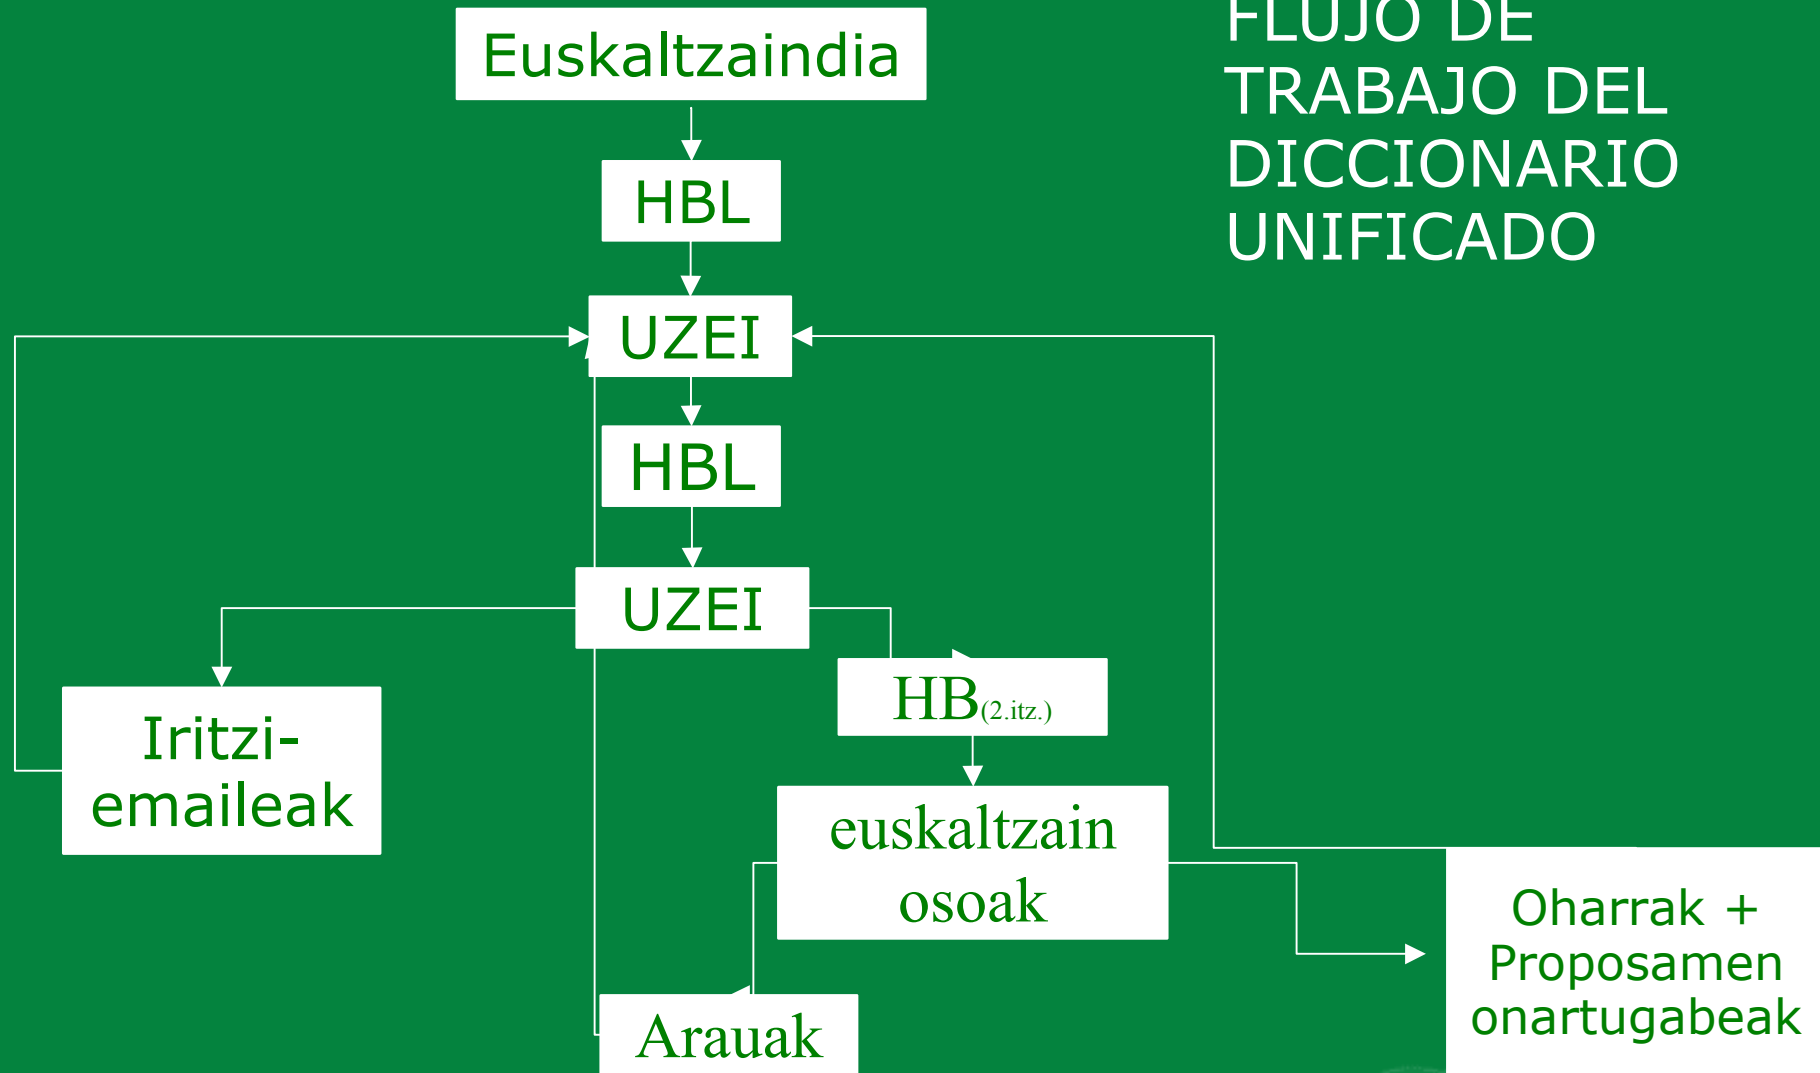 Euskaltzaindia
FLUJO DE
TRABAJO DEL
DICCIONARIO
UNIFICADO
HBL
UZEI
HBL
UZEI
Iritzi-
emaileak
HB(2.itz.)
euskaltzain
osoak
Oharrak +
Proposamen
onartugabeak
Arauak